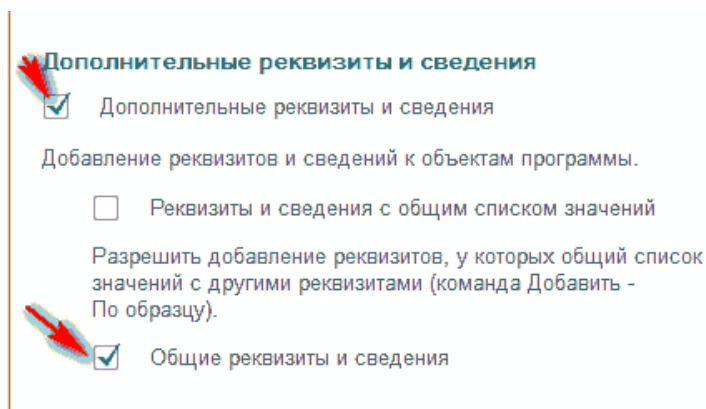 Дополнительные реквизиты и сведения
Дополнительные реквизиты и сведения
Добавление реквизитов и сведений к объектам программы.
Реквизиты и сведения с общим списком значений
Разрешить добавление реквизитов, у которых общий список
значений с другими реквизитами (команда Добавить -
По образцу).
Общие реквизиты и сведения